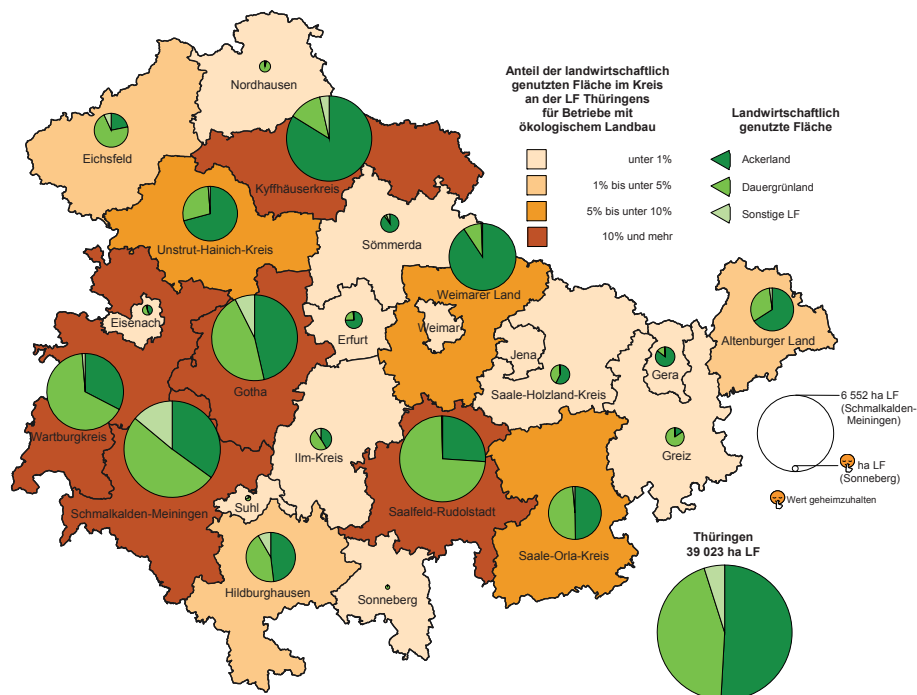 Anteil der landwirtschaftlich
genutzten Fläche im Kreis
an der LF Thüringens
für Betriebe mit
ökologischem Landbau
unter 1%
1% bis unter 5%
5% bis unter 10%
10% und mehr
Landwirtschaftlich
genutzte Fläche
Ackerland
Dauergrünland
Sonstige LF
Nordhausen
Eichsfeld
Kyffhäuserkreis
Unstrut-Hainich-Kreis
Sömmerda
Weimarer Land
Eisenach
Erfurt
Weimar
Altenburger Land
Jena
Gera
Gotha
Saale-Holzland-Kreis
Wartburgkreis
Ilm-Kreis
Greiz
Schmalkalden-Meiningen
Suhl
Saalfeld-Rudolstadt
Saale-Orla-Kreis
Hildburghausen
Sonneberg
6 552 ha LF
(Schmalkalden-
Meiningen)
ha LF
(Sonneberg)
Wert geheimzuhalten
Thüringen
39 023 ha LF